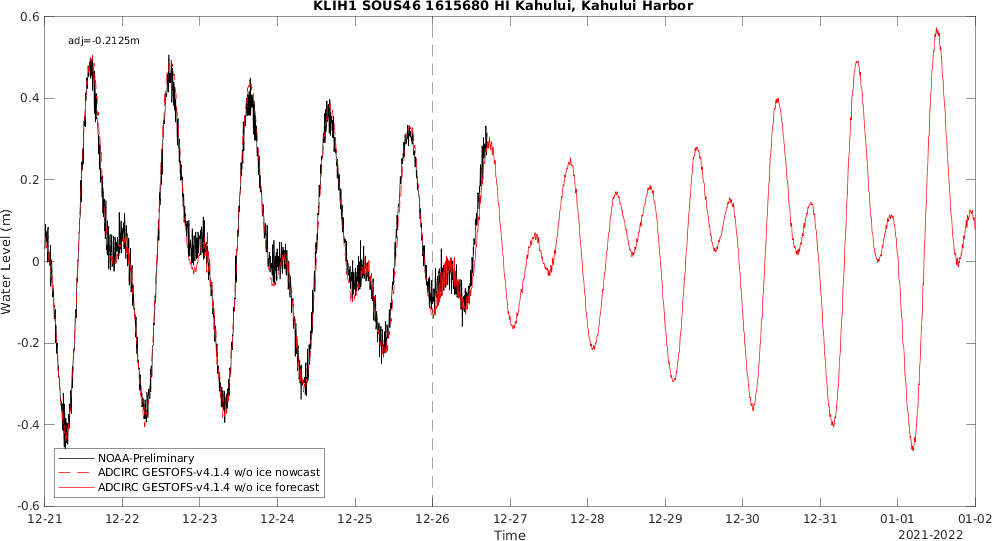 KLIH1 SOUS46 1615680 HI Kahului, Kahului Harbor
adj=-0.2125m
0.6
0.4
0.2
0
-0.2
-0.4
-0.6
Water Level (m)
NOAA-Preliminary
ADCIRC GESTOFS-v4.1.4 w/o ice nowcast
ADCIRC GESTOFS-v4.1.4 w/o ice forecast
12-21 12-22 12-23 12-24 12-25 12-26 12-27 12-28 12-29 12-30 12-31 01-01 01-02
Time
2021-2022